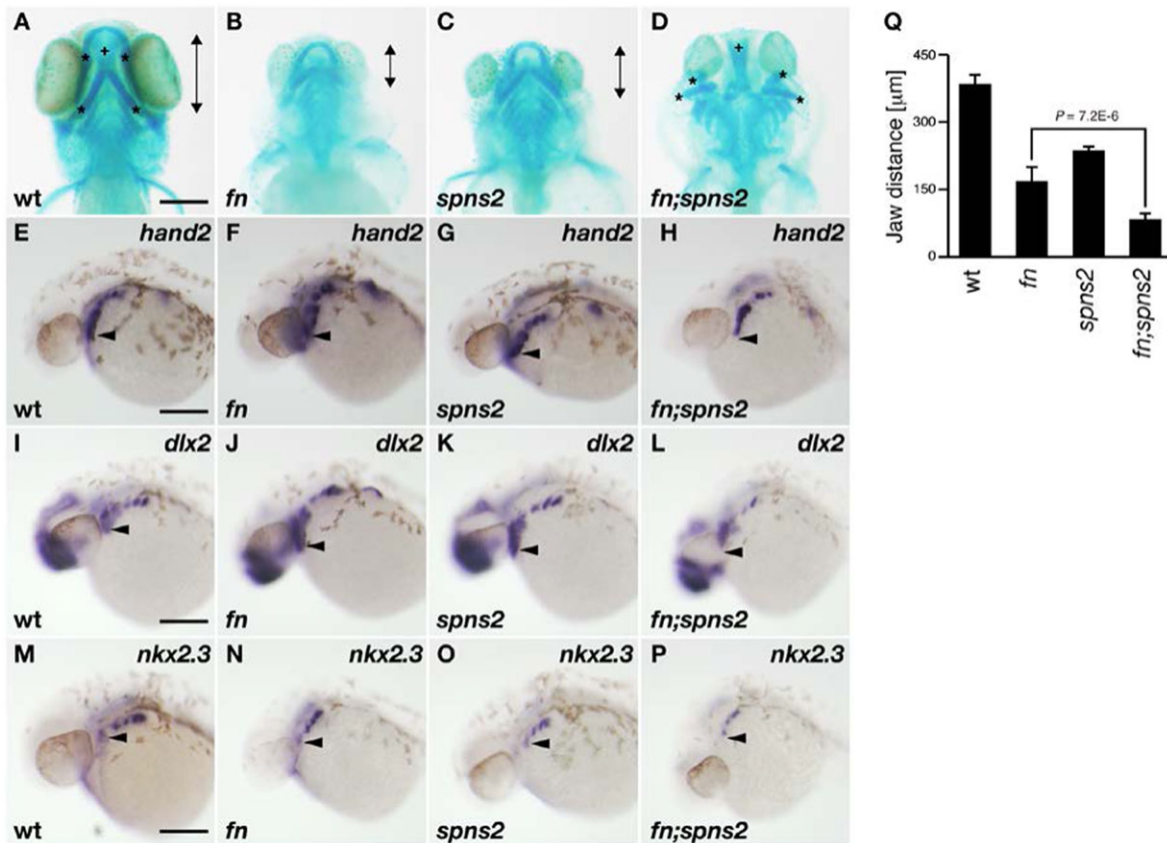 A
B
C
D
wt
fn
spns2
fn;spns2
E
hand2
F
hand2
G
hand2
H
hand2
wt
fn
spns2
fn;spns2
I
dlx2
J
dlx2
K
dlx2
L
dlx2
wt
fn
spns2
fn;spns2
M
nkx2.3
N
nkx2.3
O
nkx2.3
P
nkx2.3
wt
fn
spns2
fn;spns2
Q
Jaw distance [µm]
450
300
150
0
P = 7.2E-6
wt
fn
spns2
fn;spns2